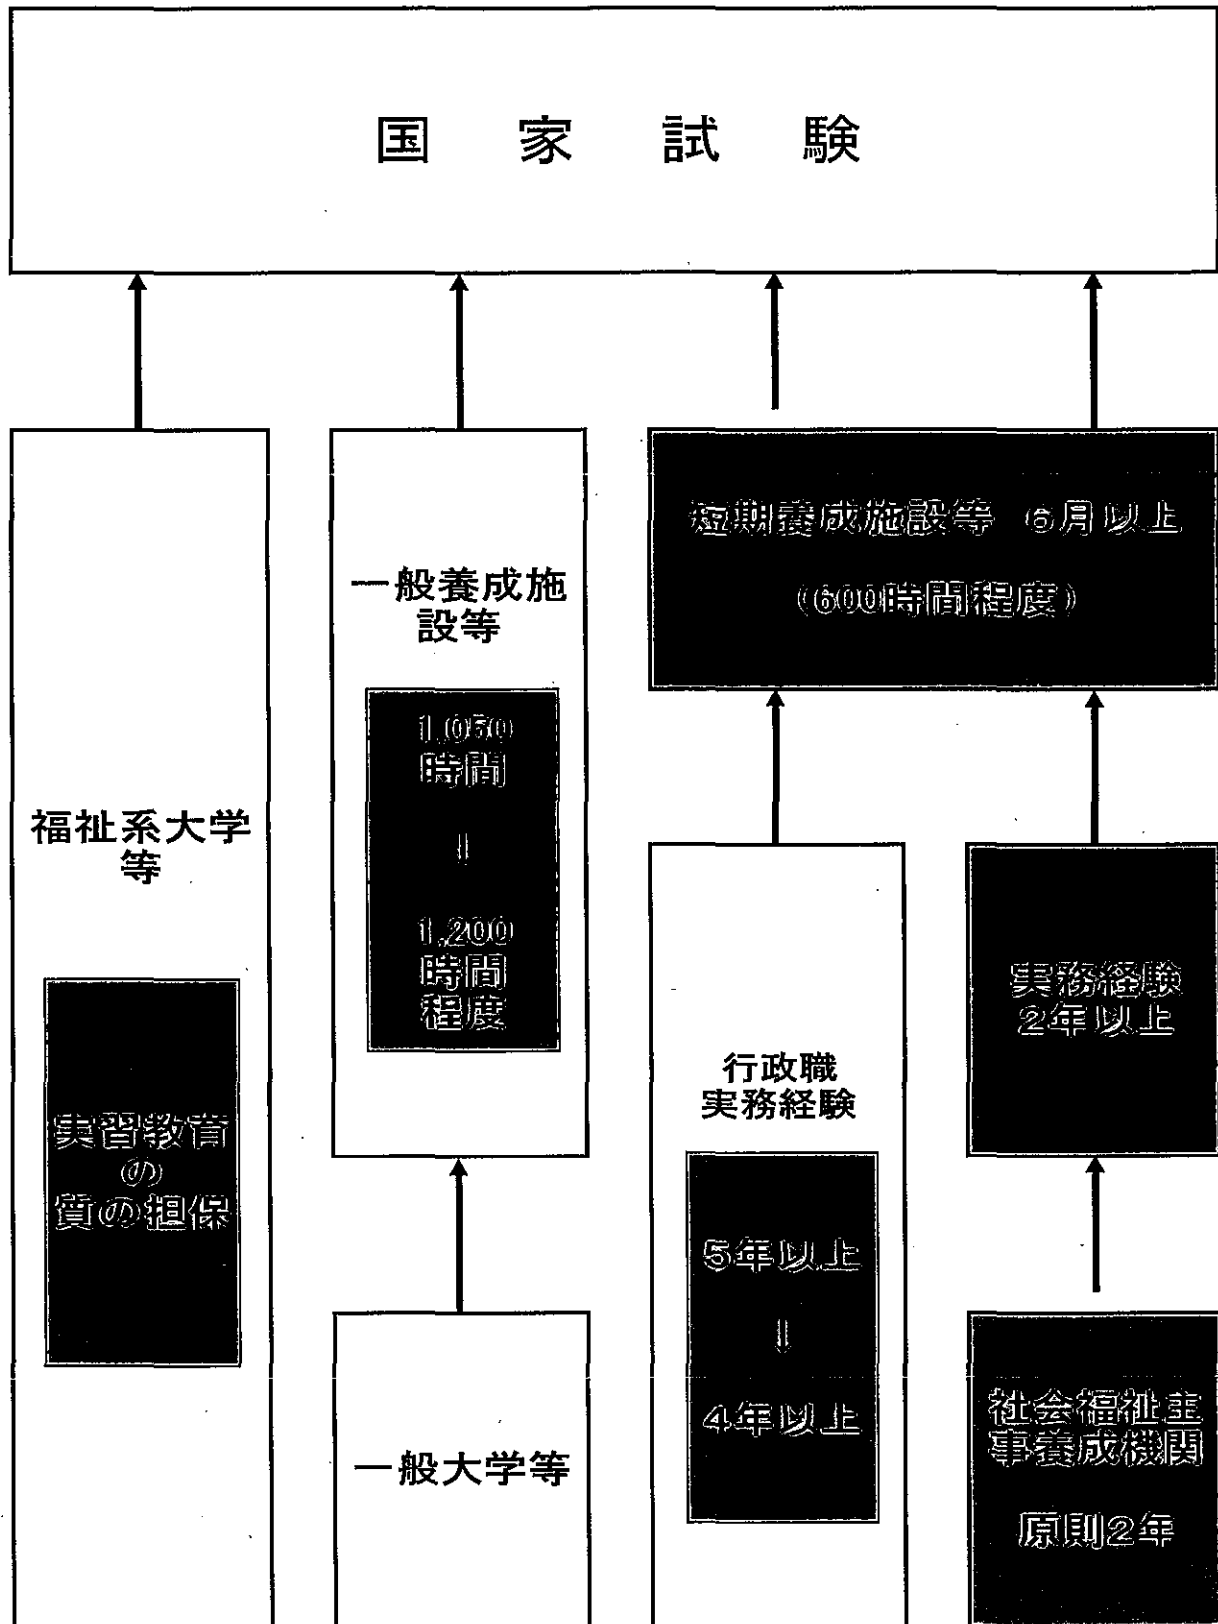 国家試験
短期養成施設等 6月以上
(600時間程度)
一般養成施
設等
1,050
時間
⇓
1,200
時間
程度
福祉系大学
等
実習教育
の
質の担保
行政職
実務経験
5年以上
⇓
4年以上
実務経験
2年以上
一般大学等
社会福祉主
事養成機関
原則2年